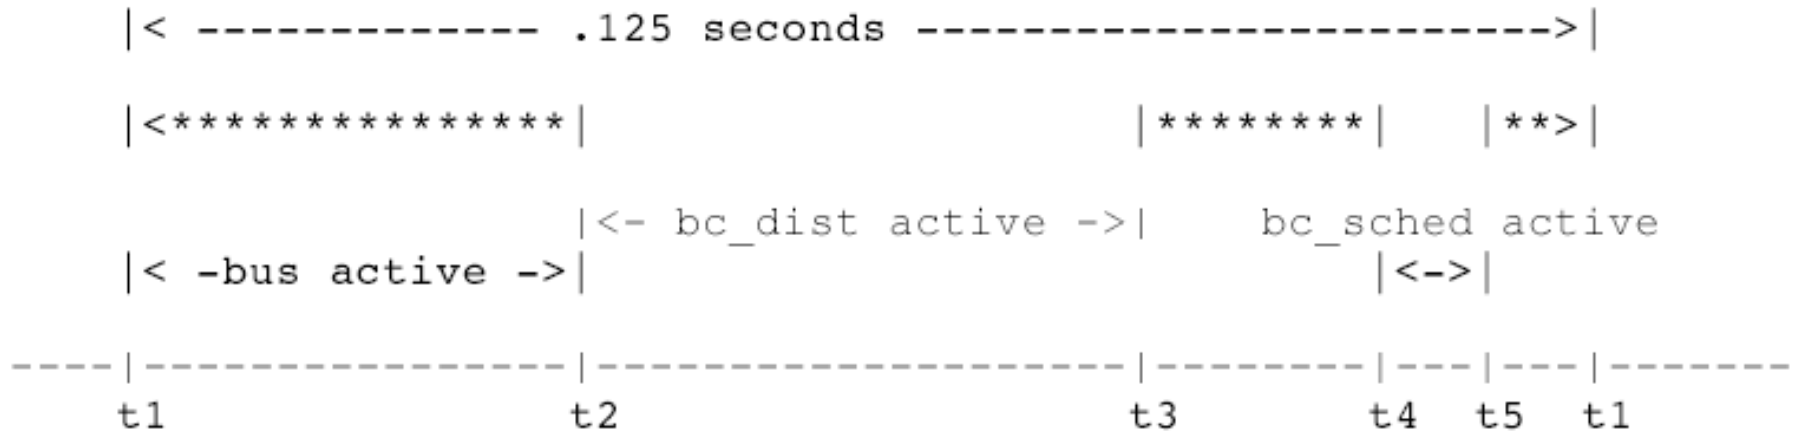 |< ------------- .125 seconds ------------------------>|
|<***************|                    |********|   |**>|
|<- bc_dist active ->|    bc_sched active
|< -bus active ->|                             |<->|
----|----------------|--------------------|--------|---|---|-------
t1               t2                   t3       t4  t5  t1